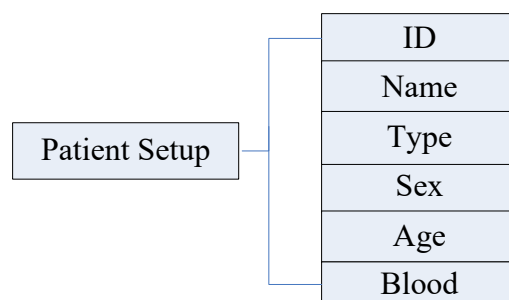 ID
Name
Type
Patient Setup
Sex
Age
Blood